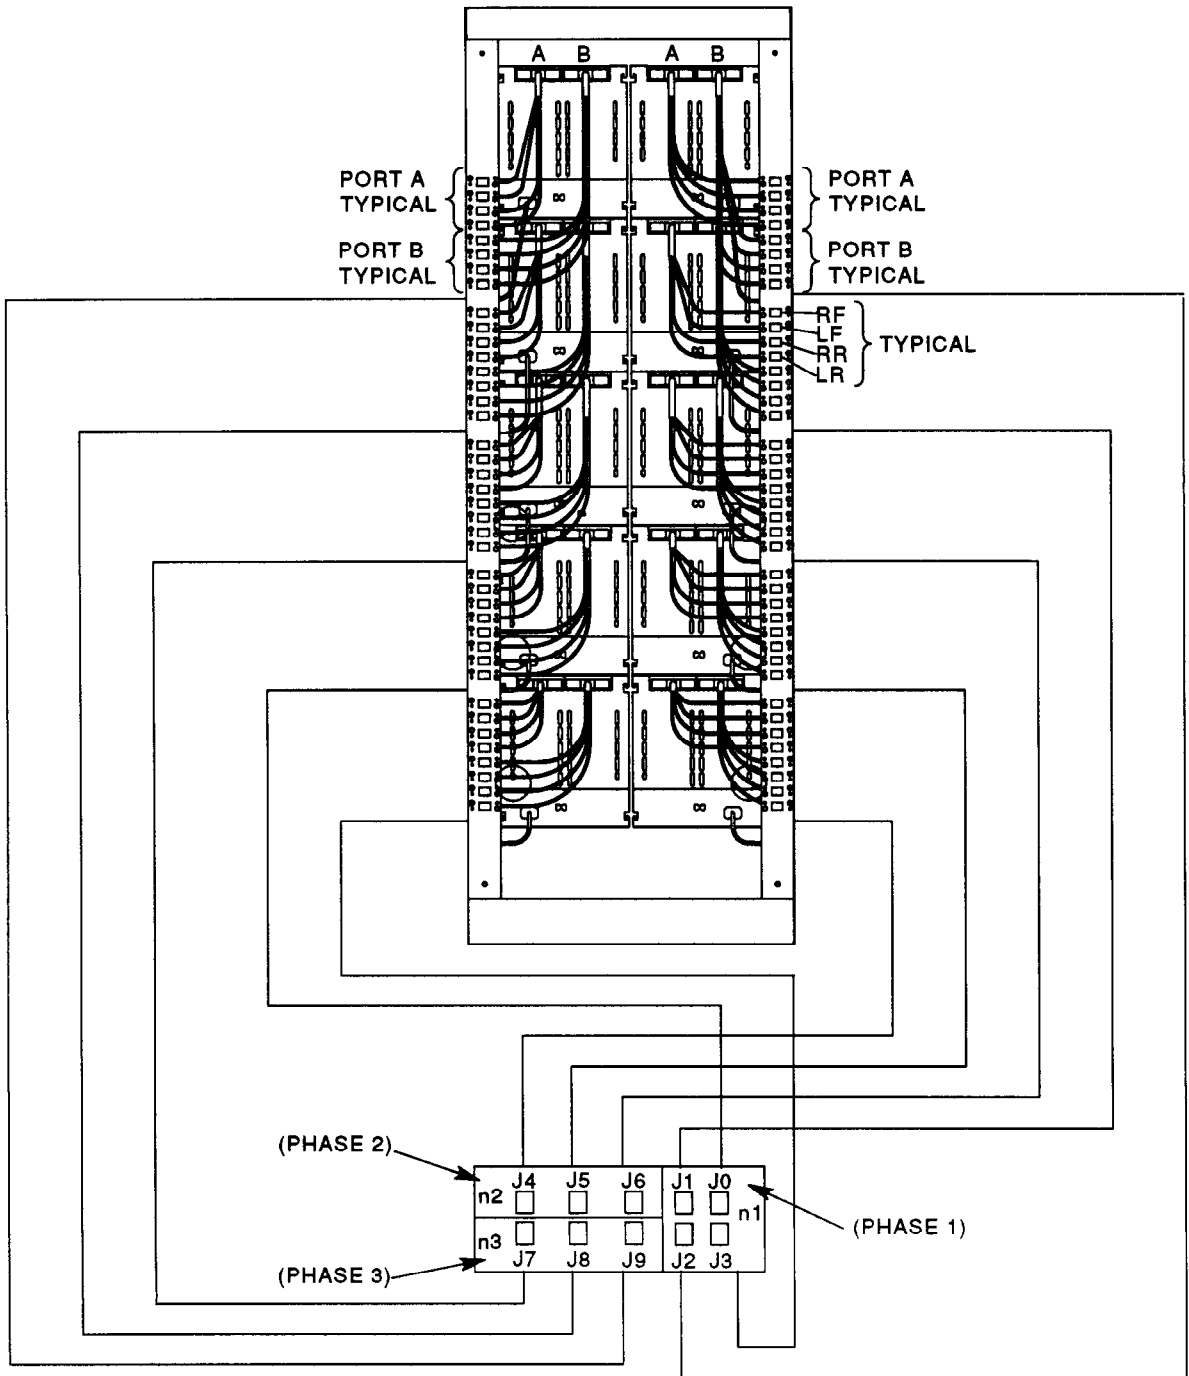 A B A B
PORT A
TYPICAL
PORT A
TYPICAL
PORT B
TYPICAL
PORT B
TYPICAL
RF
LF
RR
LR
TYPICAL
(PHASE 2)
J4 J5 J6 J1 J0
n2
n1
(PHASE 1)
n3
J7 J8 J9 J2 J3
(PHASE 3)